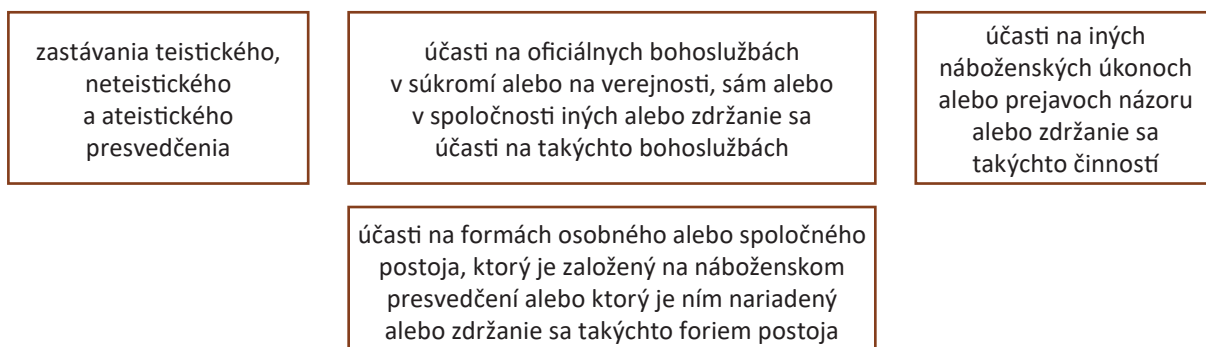 zastávania teistického,
neteistického
a ateistického
presvedčenia
účasti na oficiálnych bohoslužbách
v súkromí alebo na verejnosti, sám alebo
v spoločnosti iných alebo zdržanie sa
účasti na takýchto bohoslužbách
účasti na iných
náboženských úkonoch
alebo prejavoch názoru
alebo zdržanie sa
takýchto činností
účasti na formách osobného alebo spoločného
postoja, ktorý je založený na náboženskom
presvedčení alebo ktorý je ním nariadený
alebo zdržanie sa takýchto foriem postoja